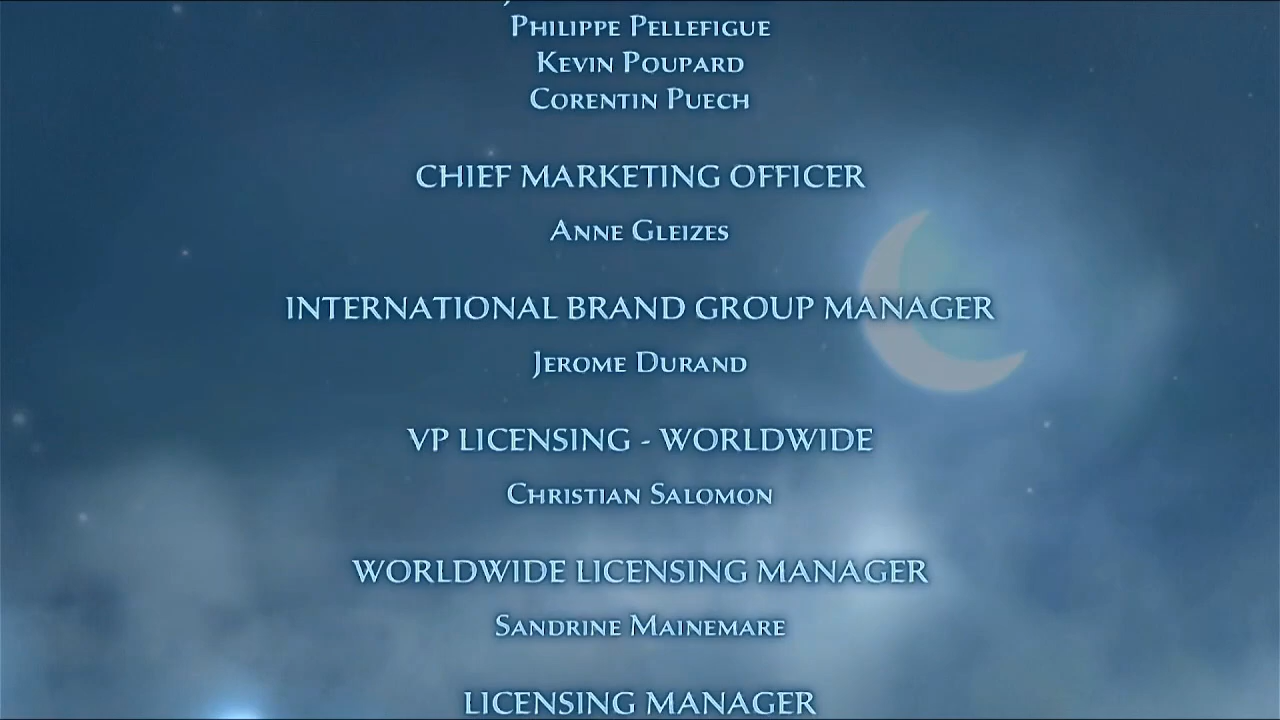 Philippe Pellefigue
Kevin Poupard
Corentin Puech
CHIEF MARKETING OFFICER
Anne Gleizes
INTERNATIONAL BRAND GROUP MANAGER
Jerome Durand
VP LICENSING - WORLDWIDE
Christian Salomon
WORLDWIDE LICENSING MANAGER
Sandrine Mainemare
LICENSING MANAGER